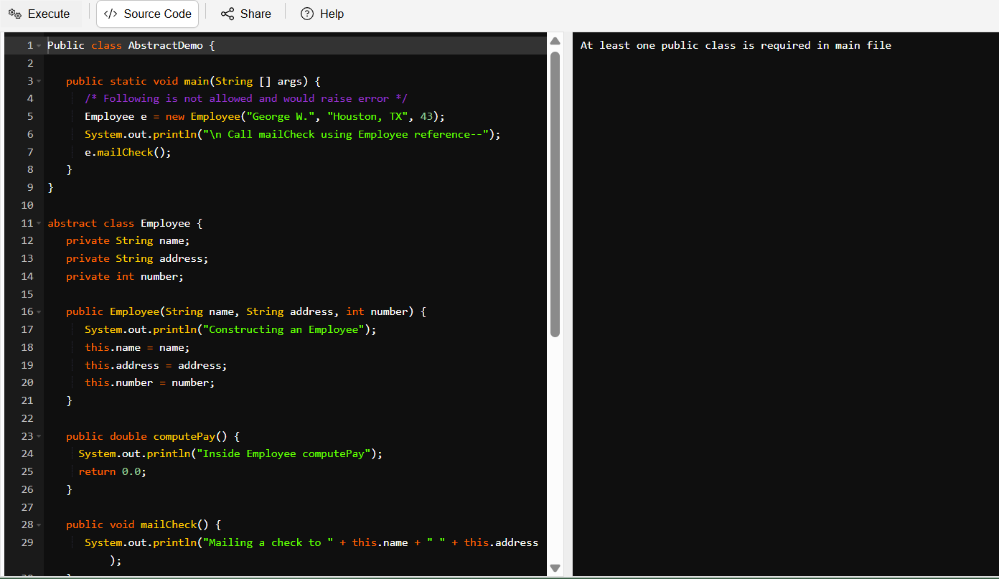 Execute </> Source Code Share Help
1 Public class AbstractDemo {
2
3 public static void main(String [] args) {
4 /* Following is not allowed and would raise error */
5 Employee e = new Employee("George W.", "Houston, TX", 43);
6 System.out.println("\n Call mailCheck using Employee reference--");
7 e.mailCheck();
8 }
9 }
10
11 abstract class Employee {
12 private String name;
13 private String address;
14 private int number;
15
16 public Employee(String name, String address, int number) {
17 System.out.println("Constructing an Employee");
18 this.name = name;
19 this.address = address;
20 this.number = number;
21 }
22
23 public double computePay() {
24 System.out.println("Inside Employee computePay");
25 return 0.0;
26 }
27
28 public void mailCheck() {
29 System.out.println("Mailing a check to " + this.name + " " + this.address
);
30 }
At least one public class is required in main file